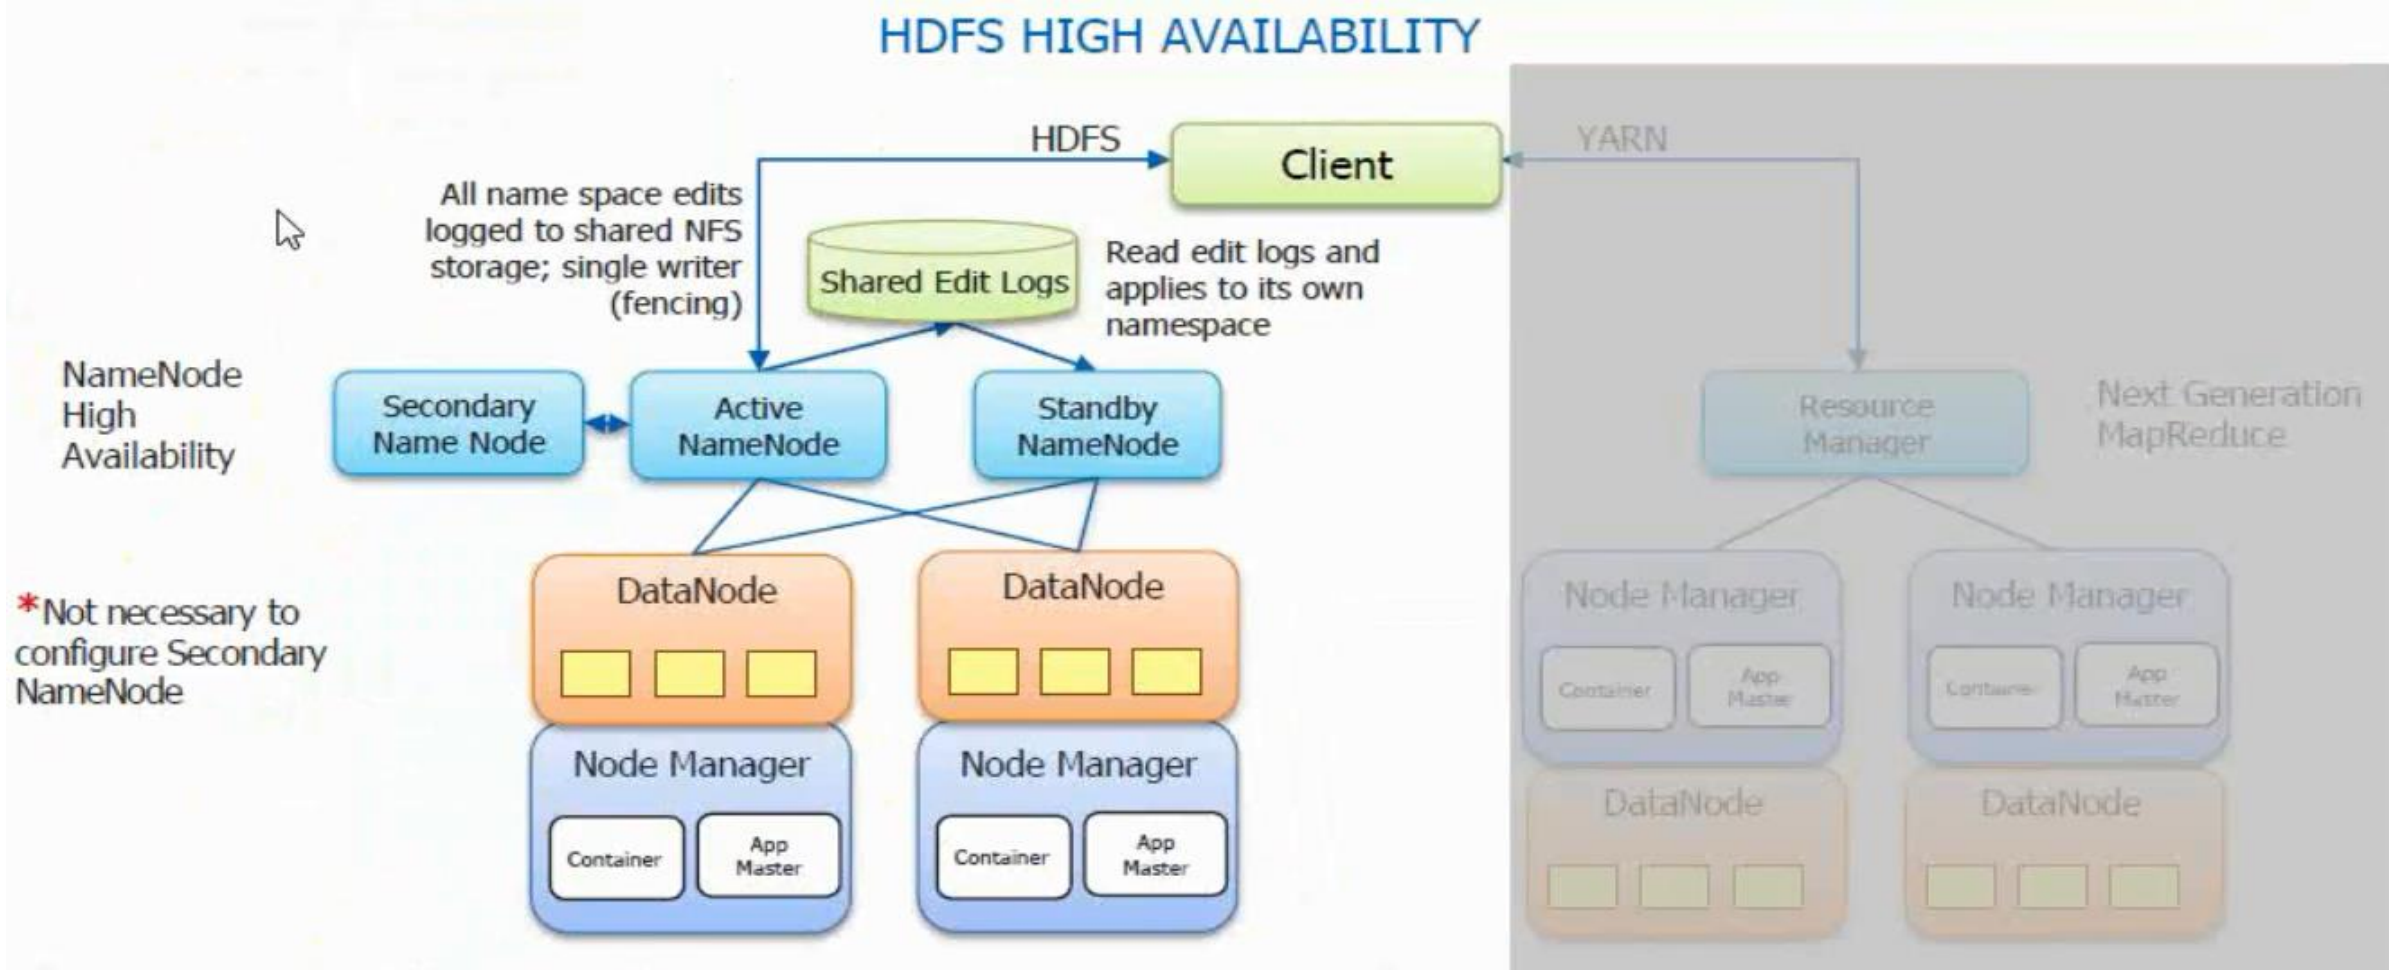 HDFS HIGH AVAILABILITY
HDFS
Client
YARN
All name space edits
logged to shared NFS
storage; single writer
(fencing)
Shared Edit Logs
Read edit logs and
applies to its own
namespace
NameNode
High
Availability
Secondary
Name Node
Active
NameNode
Standby
NameNode
Resource
Manager
Next Generation
MapReduce
*Not necessary to
configure Secondary
NameNode
DataNode
DataNode
Node Manager
Container
App
Master
Node Manager
Container
App
Master
Node Manager
Container
App
Master
Node Manager
Container
App
Master
DataNode
DataNode